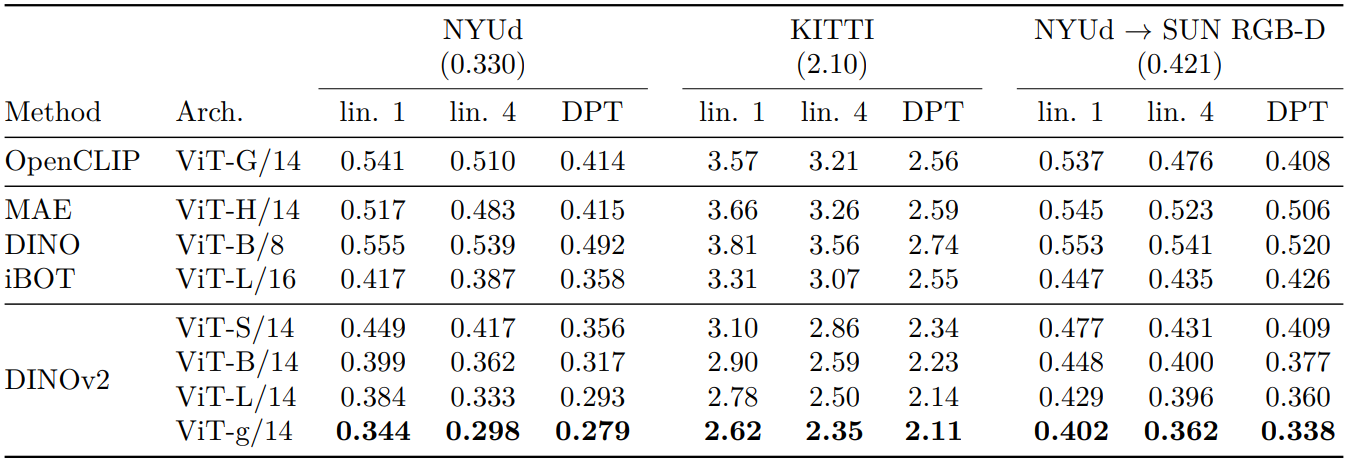 NYUd KITTI NYUd → SUN RGB-D
(0.330) (2.10) (0.421)
Method Arch. lin. 1 lin. 4 DPT lin. 1 lin. 4 DPT lin. 1 lin. 4 DPT
OpenCLIP ViT-G/14 0.541 0.510 0.414 3.57 3.21 2.56 0.537 0.476 0.408
MAE ViT-H/14 0.517 0.483 0.415 3.66 3.26 2.59 0.545 0.523 0.506
DINO ViT-B/8 0.555 0.539 0.492 3.81 3.56 2.74 0.553 0.541 0.520
iBOT ViT-L/16 0.417 0.387 0.358 3.31 3.07 2.55 0.447 0.435 0.426
DINOv2
ViT-S/14 0.449 0.417 0.356 3.10 2.86 2.34 0.477 0.431 0.409
ViT-B/14 0.399 0.362 0.317 2.90 2.59 2.23 0.448 0.400 0.377
ViT-L/14 0.384 0.333 0.293 2.78 2.50 2.14 0.429 0.396 0.360
ViT-g/14 0.344 0.298 0.279 2.62 2.35 2.11 0.402 0.362 0.338